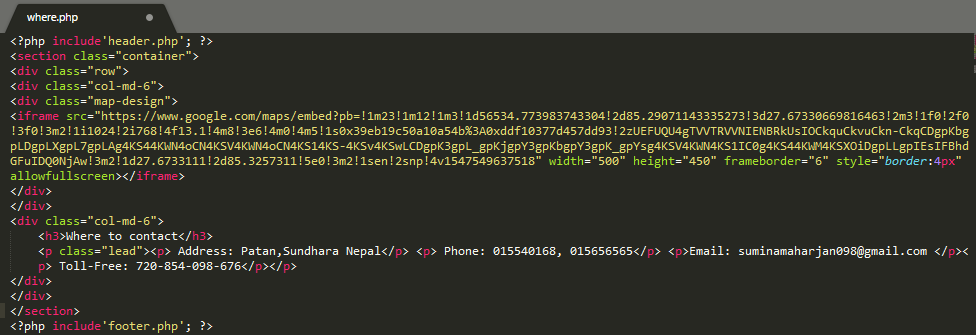 where.php
<?php include'header.php'; ?>
<section class="container">
<div class="row">
<div class="col-md-6">
<div class="map-design">
<iframe src="https://www.google.com/maps/embed?pb=!1m23!1m12!1m3!1d56534.773983743304!2d85.29071143335273!3d27.67330669816463!2m3!1f0!2f0
!3f0!3m2!1i1024!2i768!4f13.1!4m8!3e6!4m0!4m5!1s0x39eb19c50a10a54b%3A0xddf10377d457dd93!2zUEFUQU4gTVVTRVVNIENBRkUsIOCkquCkvuCkn-CkqCDgpKbg
pLDgpLXgpL7gpLAg4KS44KWN4oCN4KSV4KWN4oCN4KS14KS-4KSv4KSwLCDgpK3gpL_gpKjgpY3gpKbgpY3gpK_gpYsg4KSV4KWN4KS1IC0g4KS44KWM4KSXOiDgpLLgpIEsIFBhd
GFuIDQ0NjAw!3m2!1d27.6733111!2d85.3257311!5e0!3m2!1sen!2snp!4v1547549637518" width="500" height="450" frameborder="6" style="border:4px"
allowfullscreen></iframe>
</div>
</div>
<div class="col-md-6">
<h3>Where to contact</h3>
<p class="lead"><p> Address: Patan,Sundhara Nepal</p> <p> Phone: 015540168, 015656565</p> <p>Email: suminamaharjan098@gmail.com </p><
p> Toll-Free: 720-854-098-676</p></p>
</div>
</div>
</section>
<?php include'footer.php'; ?>